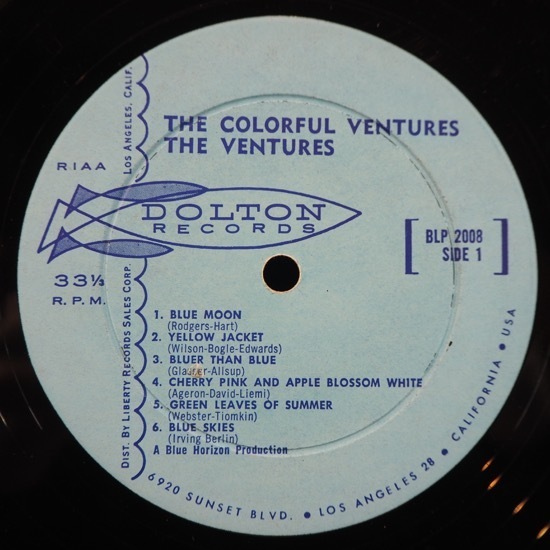 THE COLORFUL VENTURES
THE VENTURES
RIAA
DOLTON
RECORDS
33⅓
R.P.M.
BLP 2008
SIDE 1
1. BLUE MOON
(Rodgers-Hart)
2. YELLOW JACKET
(Wilson-Bogle-Edwards)
3. BLUER THAN BLUE
(Glaser-Allsup)
4. CHERRY PINK AND APPLE BLOSSOM WHITE
(Ageron-David-Liemi)
5. GREEN LEAVES OF SUMMER
(Webster-Tiomkin)
6. BLUE SKIES
(Irving Berlin)
A Blue Horizon Production
DIST. BY LIBERTY RECORDS SALES CORP. LOS ANGELES, CALIF.
6920 SUNSET BLVD. • LOS ANGELES 28 • CALIFORNIA • USA